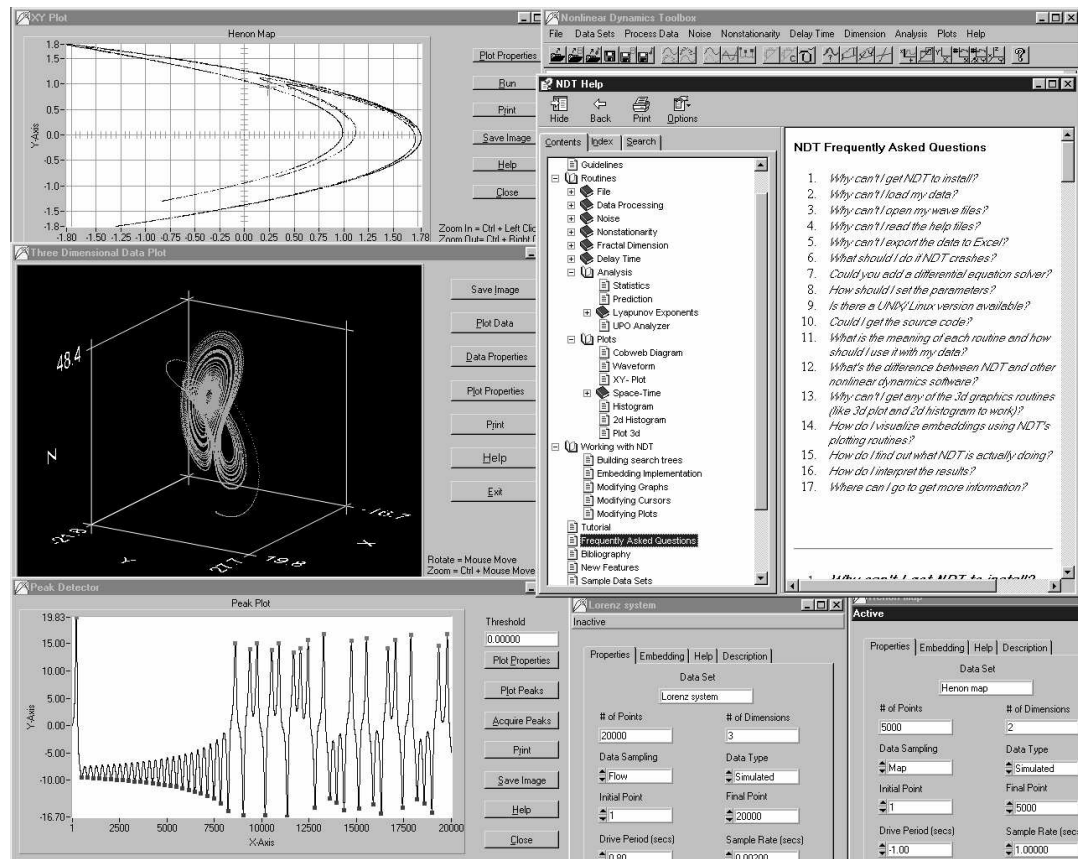 XY Plot
Henon Map
1.8-
1.5-
1.0-
0.5-
0.0-
-0.5-
-1.0-
-1.5-
-1.8-
Y-Axis
-1.80 -1.50 -1.25 -1.00 -0.75 -0.50 -0.25 0.00 0.25 0.50 0.75 1.00 1.25 1.50 1.78
Plot Properties
Run
Print
Save Image
Help
Close
Zoom In = Ctrl + Left Clic
Zoom Out= Ctrl + Right C
Nonlinear Dynamics Toolbox
File Data Sets Process Data Noise Nonstationarity Delay Time Dimension Analysis Plots Help
NDT Help
Hide Back Print Options
Contents Index Search
Guidelines
Routines
File
Data Processing
Noise
Nonstationarity
Fractal Dimension
Delay Time
Analysis
Statistics
Prediction
Lyapunov Exponents
UPO Analyzer
Plots
Cobweb Diagram
Waveform
XY- Plot
Space-Time
Histogram
2d Histogram
Plot 3d
Working with NDT
Building search trees
Embedding Implementation
Modifying Graphs
Modifying Cursors
Modifying Plots
Tutorial
Frequently Asked Questions
Bibliography
New Features
Sample Data Sets
NDT Frequently Asked Questions
1. Why can't I get NDT to install?
2. Why can't I load my data?
3. Why can't I open my wave files?
4. Why can't I read the help files?
5. Why can't I export the data to Excel?
6. What should I do if NDT crashes?
7. Could you add a differential equation solver?
8. How should I set the parameters?
9. Is there a UNIX/ Linux version available?
10. Could I get the source code?
11. What is the meaning of each routine and how
should I use it with my data?
12. What's the difference between NDT and other
nonlinear dynamics software?
13. Why can't I get any of the 3d graphics routines
(like 3d plot and 2d histogram to work)?
14. How do I visualize embeddings using NDT's
plotting routines?
15. How do I find out what NDT is actually doing?
16. How do I interpret the results?
17. Where can I go to get more information?
1. Why can't I get NDT to install?
Three Dimensional Data Plot
48.4
Z
Y
19.8
X
-16.7
Save Image
Plot Data
Data Properties
Plot Properties
Print
Help
Exit
Rotate = Mouse Move
Zoom = Ctrl + Mouse Move
Peak Detector
Peak Plot
19.83-
15.00-
10.00-
5.00-
0.00-
-5.00-
-10.00-
-16.70-
Y-Axis
1 2500 5000 7500 10000 12500 15000 17500 20000
X-Axis
Threshold
0.00000
Plot Properties
Plot Peaks
Acquire Peaks
Print
Save Image
Help
Close
Lorenz system
Inactive
Properties Embedding Help Description
Data Set
Lorenz system
# of Points # of Dimensions
20000 3
Data Sampling Data Type
Flow Simulated
Initial Point Final Point
1 20000
Drive Period (secs) Sample Rate (secs)
0.80 0.00200
Henon map
Active
Properties Embedding Help Description
Data Set
Henon map
# of Points # of Dimensions
5000 2
Data Sampling Data Type
Map Simulated
Initial Point Final Point
1 5000
Drive Period (secs) Sample Rate (secs)
-1.00 1.00000